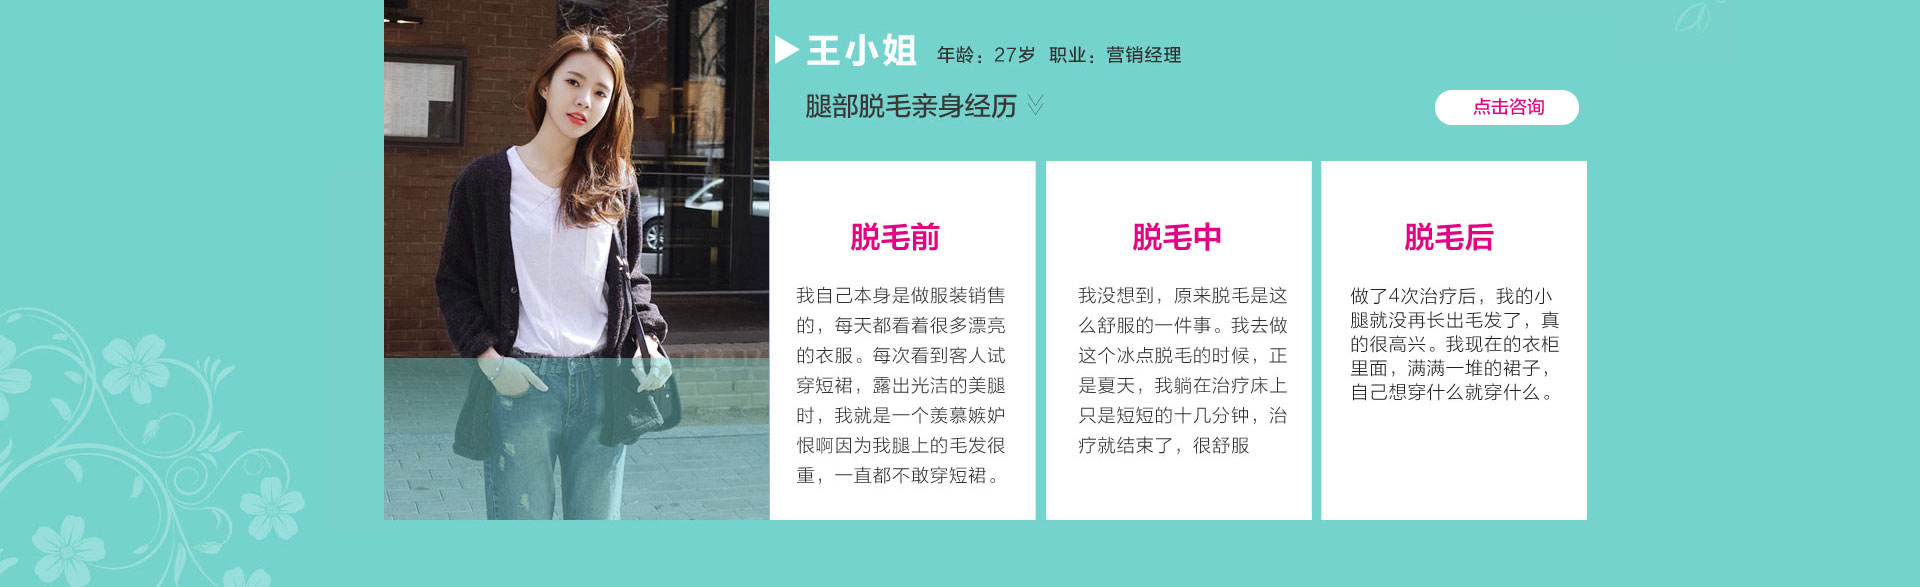 王小姐 年龄：27岁 职业：营销经理
腿部脱毛亲身经历
点击咨询
脱毛前
我自己本身是做服装销售
的，每天都看着很多漂亮
的衣服。每次看到客人试
穿短裙，露出光洁的美腿
时，我就是一个羡慕嫉妒
恨啊因为我腿上的毛发很
重，一直都不敢穿短裙。
脱毛中
我没想到，原来脱毛是这
么舒服的一件事。我去做
这个冰点脱毛的时候，正
是夏天，我躺在治疗床上
只是短短的十几分钟，治
疗就结束了，很舒服
脱毛后
做了4次治疗后，我的小
腿就没再长出毛发了，真
的很高兴。我现在的衣柜
里面，满满一堆的裙子，
自己想穿什么就穿什么。